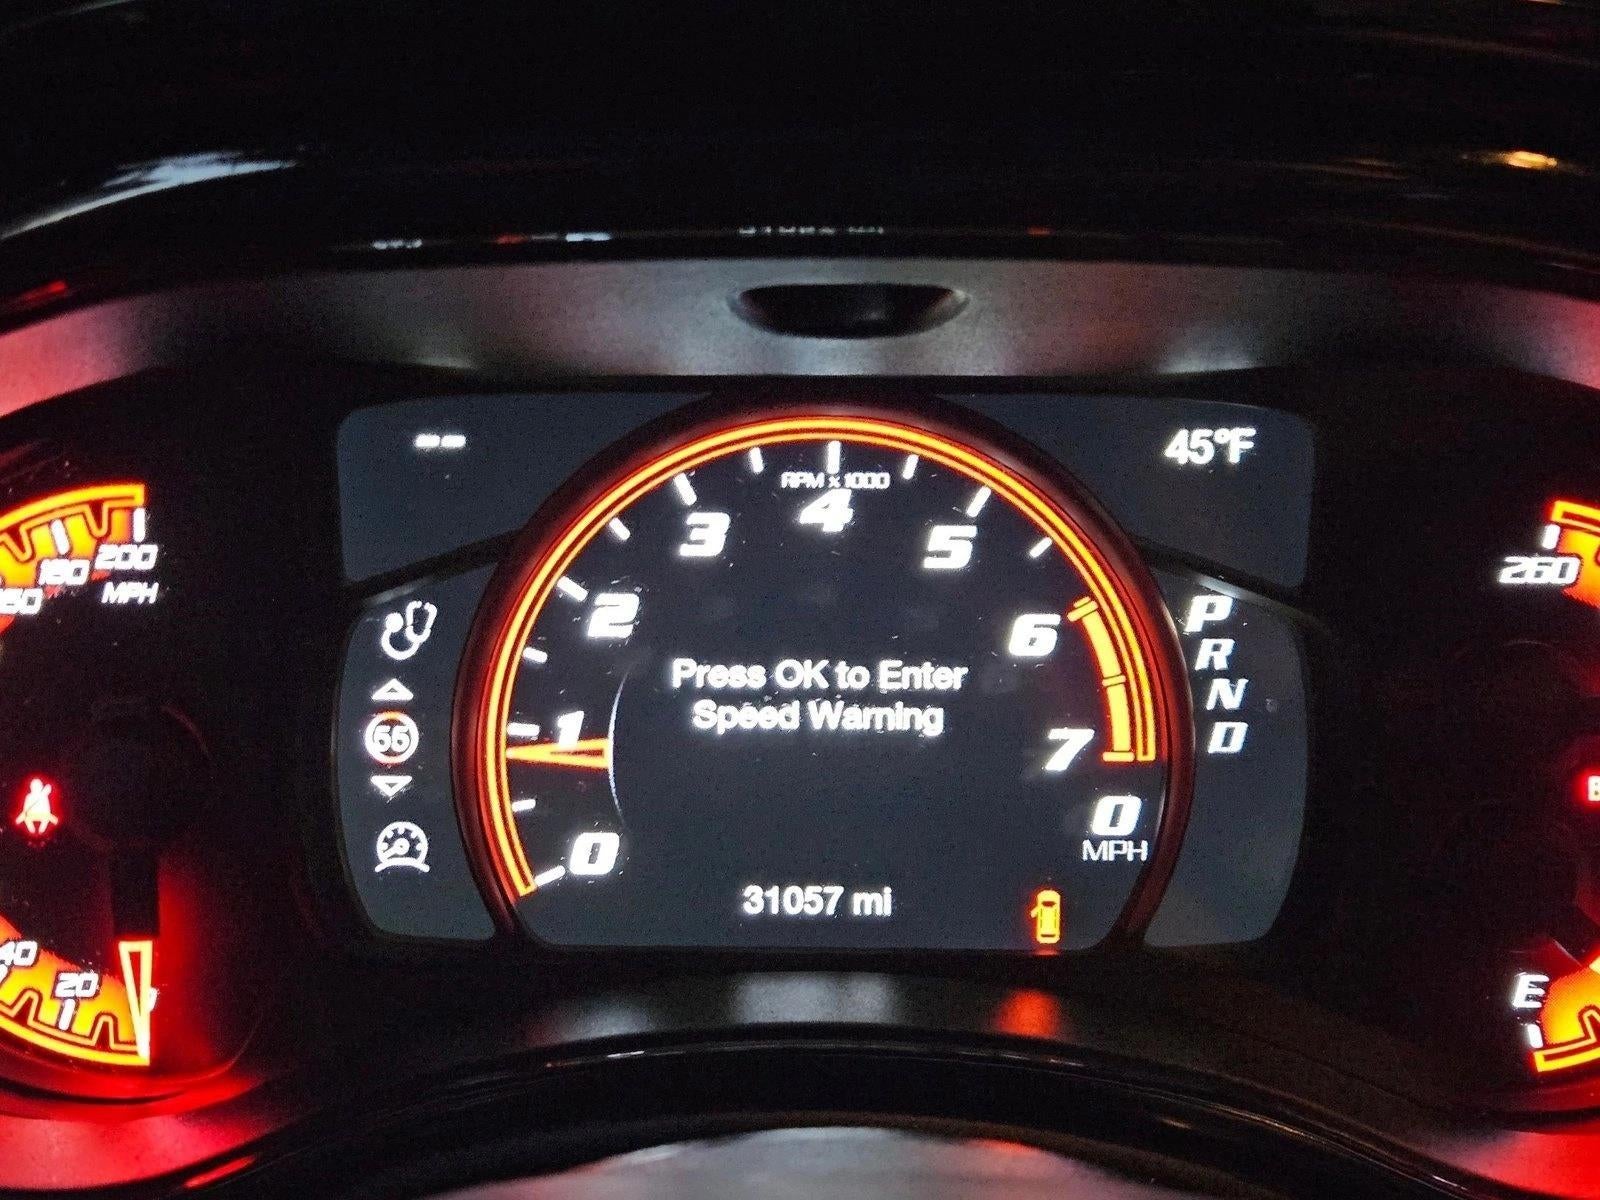 --
45°F
RPM x 1000
4
3
5
2
6
1
7
0
0
MPH
200
180
MPH
40
20
55
Press OK to Enter
Speed Warning
P
R
N
D
31057 mi
260
E